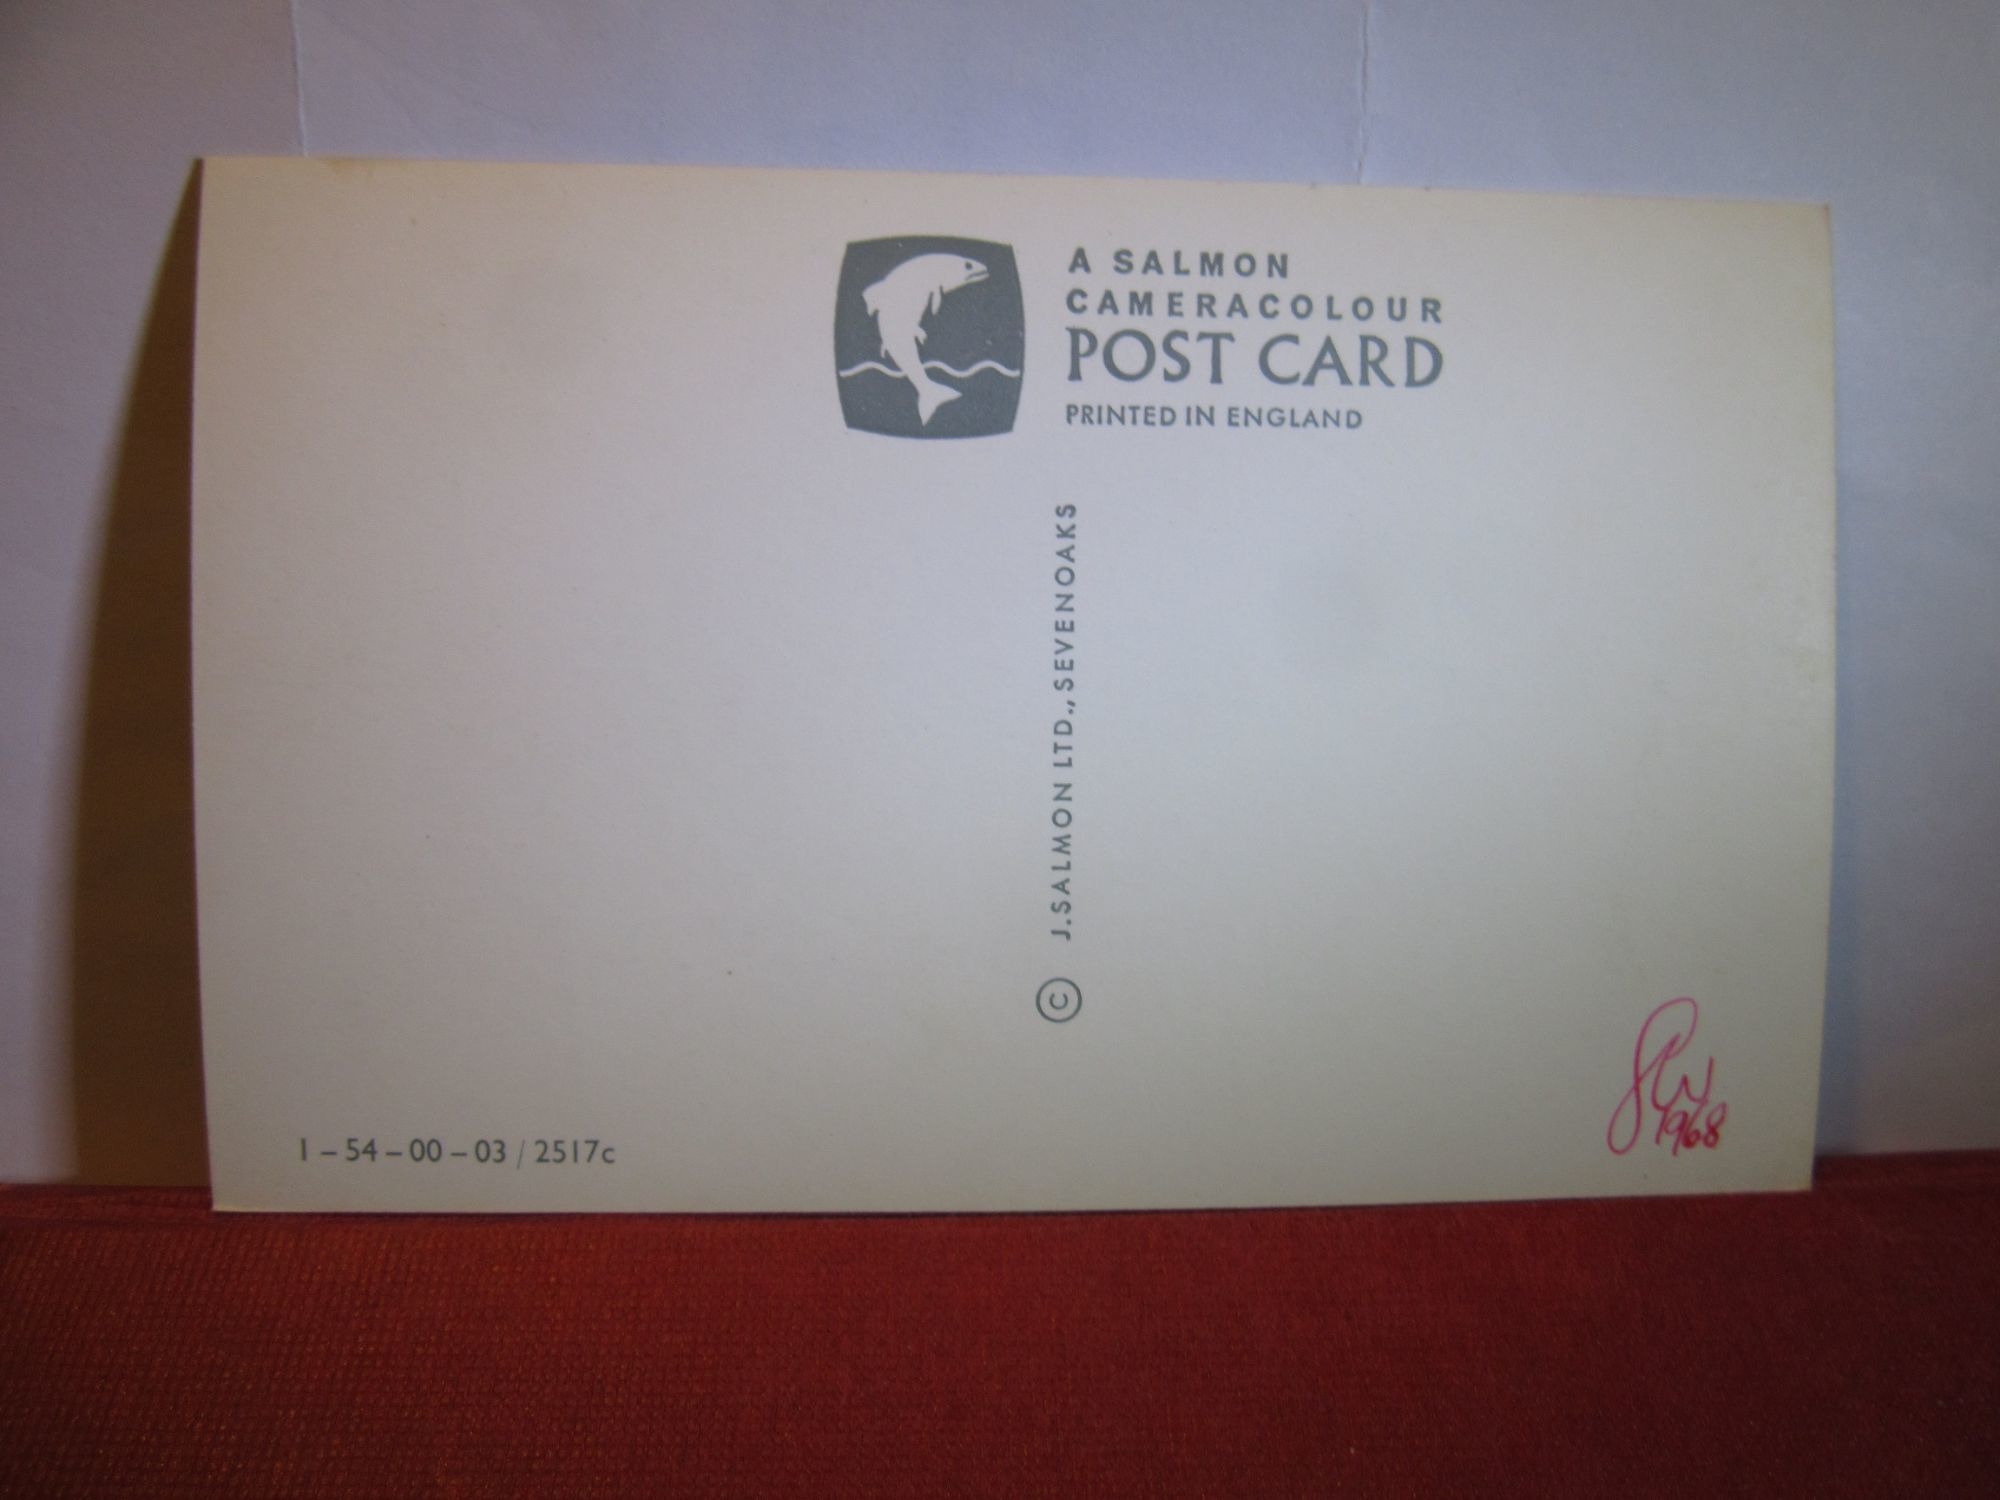 A SALMON
CAMERACOLOUR
POST CARD
PRINTED IN ENGLAND
© J. SALMON LTD., SEVENOAKS
1 – 54 – 00 – 03 / 2517c
1968